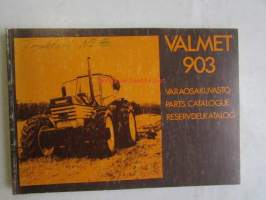 VALMET
903
VARAOSAKUVASTO
PARTS CATALOGUE
RESERVDELKATALOG